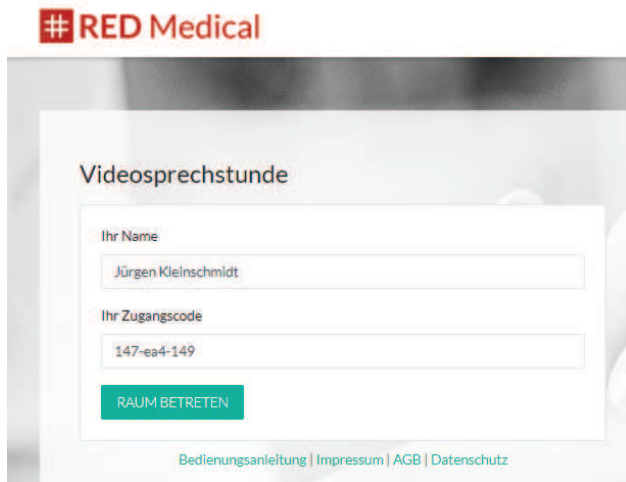 RED Medical
Videosprechstunde
Ihr Name
Jürgen Kleinschmidt
Ihr Zugangscode
147-ea4-149
RAUM BETRETEN
Bedienungsanleitung | Impressum | AGB | Datenschutz